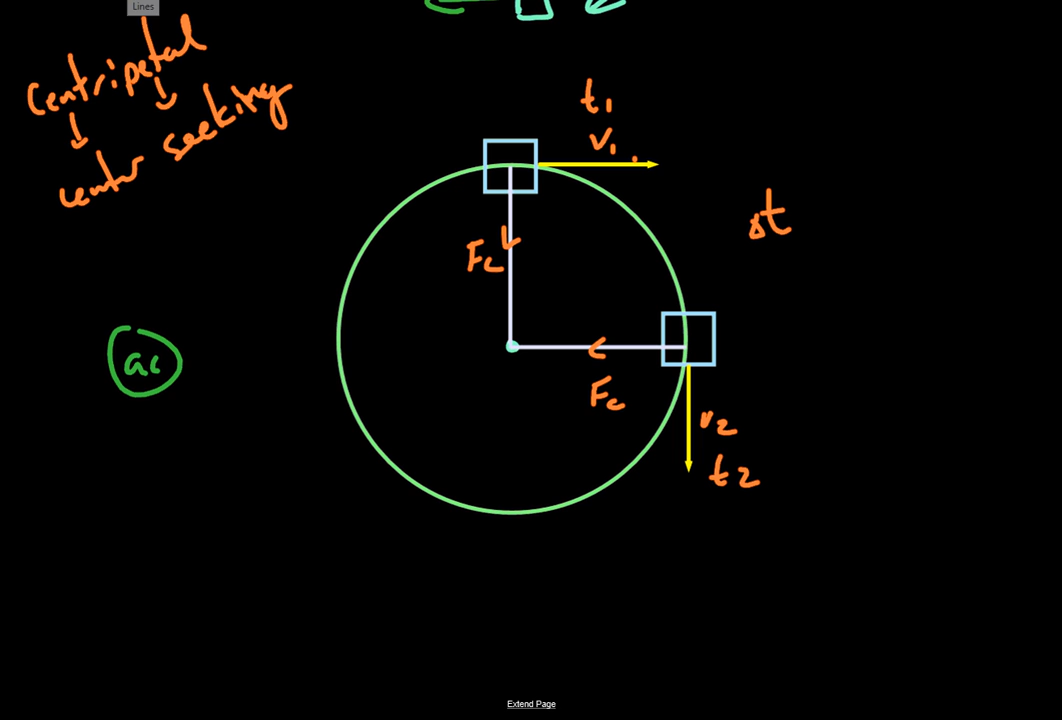 Lines
Centripetal
center seeking
t1
v1
Δt
Fc
ac
Fc
v2
t2
Extend Page